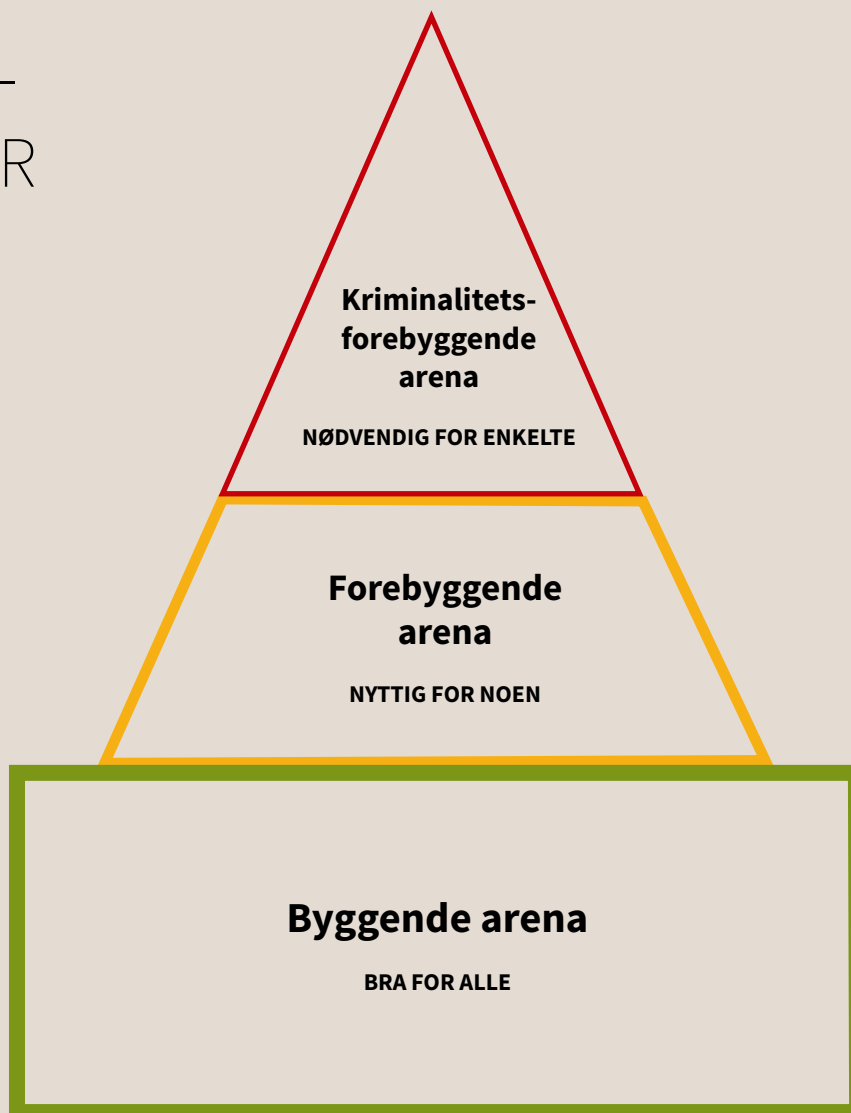 R
Kriminalitets-
forebyggende
arena
NØDVENDIG FOR ENKELTE
Forebyggende
arena
NYTTIG FOR NOEN
Byggende arena
BRA FOR ALLE